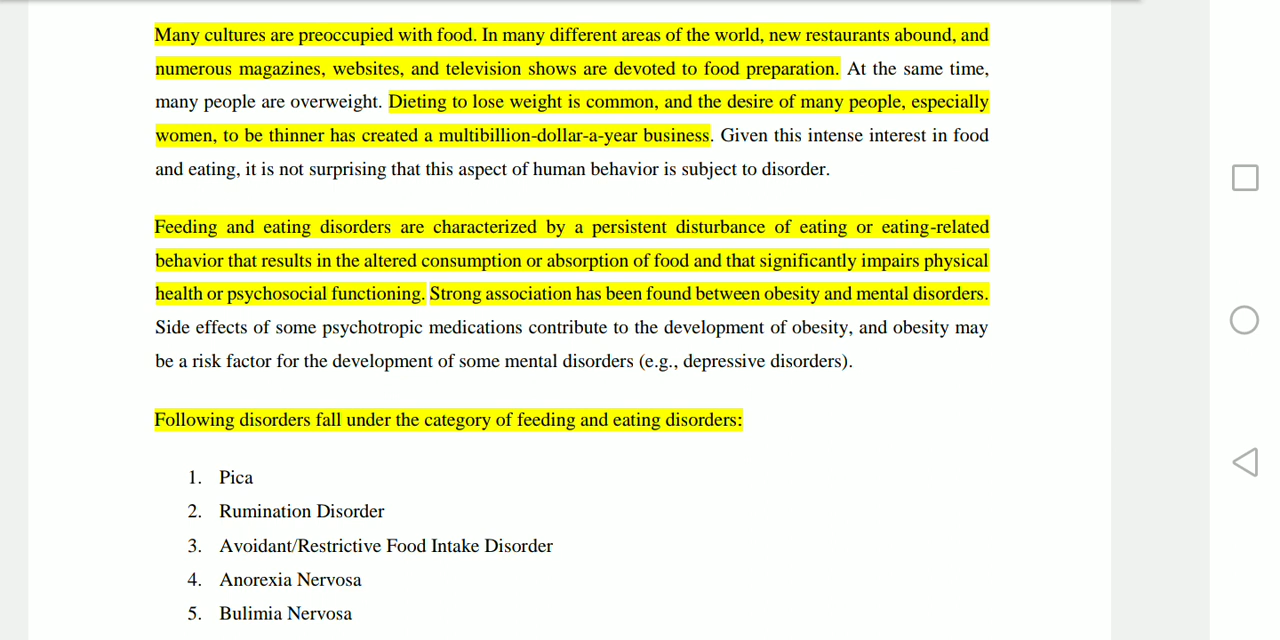 Many cultures are preoccupied with food. In many different areas of the world, new restaurants abound, and
numerous magazines, websites, and television shows are devoted to food preparation. At the same time,
many people are overweight. Dieting to lose weight is common, and the desire of many people, especially
women, to be thinner has created a multibillion-dollar-a-year business. Given this intense interest in food
and eating, it is not surprising that this aspect of human behavior is subject to disorder.
Feeding and eating disorders are characterized by a persistent disturbance of eating or eating-related
behavior that results in the altered consumption or absorption of food and that significantly impairs physical
health or psychosocial functioning. Strong association has been found between obesity and mental disorders.
Side effects of some psychotropic medications contribute to the development of obesity, and obesity may
be a risk factor for the development of some mental disorders (e.g., depressive disorders).
Following disorders fall under the category of feeding and eating disorders:
1. Pica
2. Rumination Disorder
3. Avoidant/Restrictive Food Intake Disorder
4. Anorexia Nervosa
5. Bulimia Nervosa